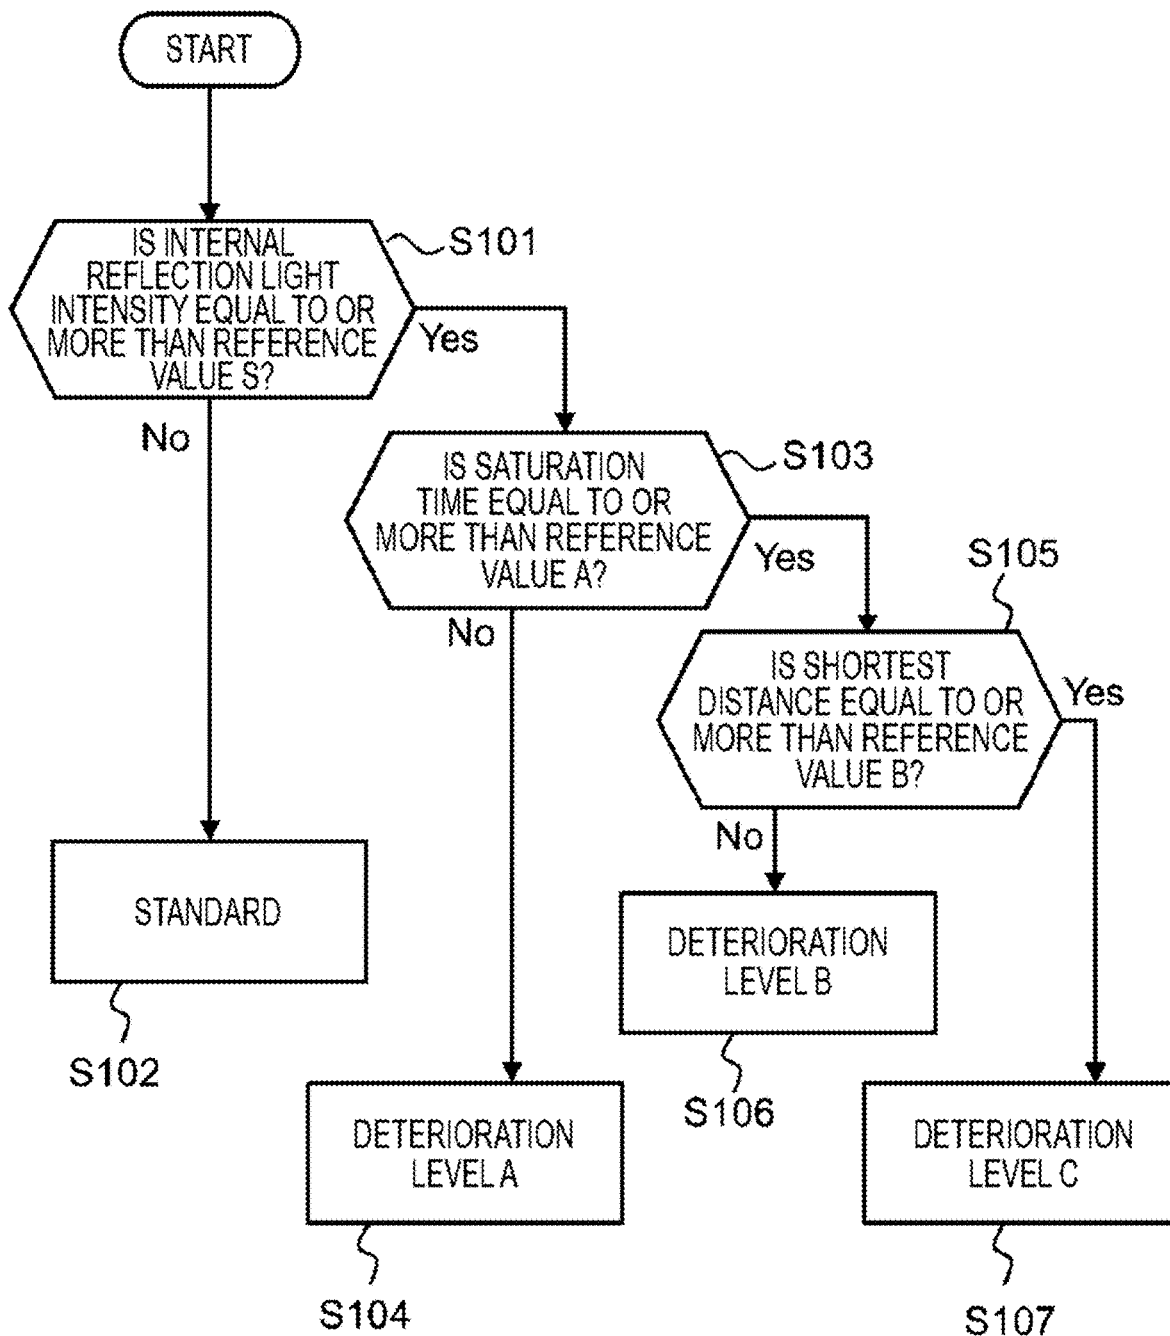 START
IS INTERNAL
REFLECTION LIGHT
INTENSITY EQUAL TO OR
MORE THAN REFERENCE
VALUE S?
S101
Yes
No
IS SATURATION
TIME EQUAL TO OR
MORE THAN REFERENCE
VALUE A?
S103
Yes
No
S105
IS SHORTEST
DISTANCE EQUAL TO OR
MORE THAN REFERENCE
VALUE B?
Yes
No
STANDARD
S102
DETERIORATION
LEVEL B
S106
DETERIORATION
LEVEL A
S104
DETERIORATION
LEVEL C
S107